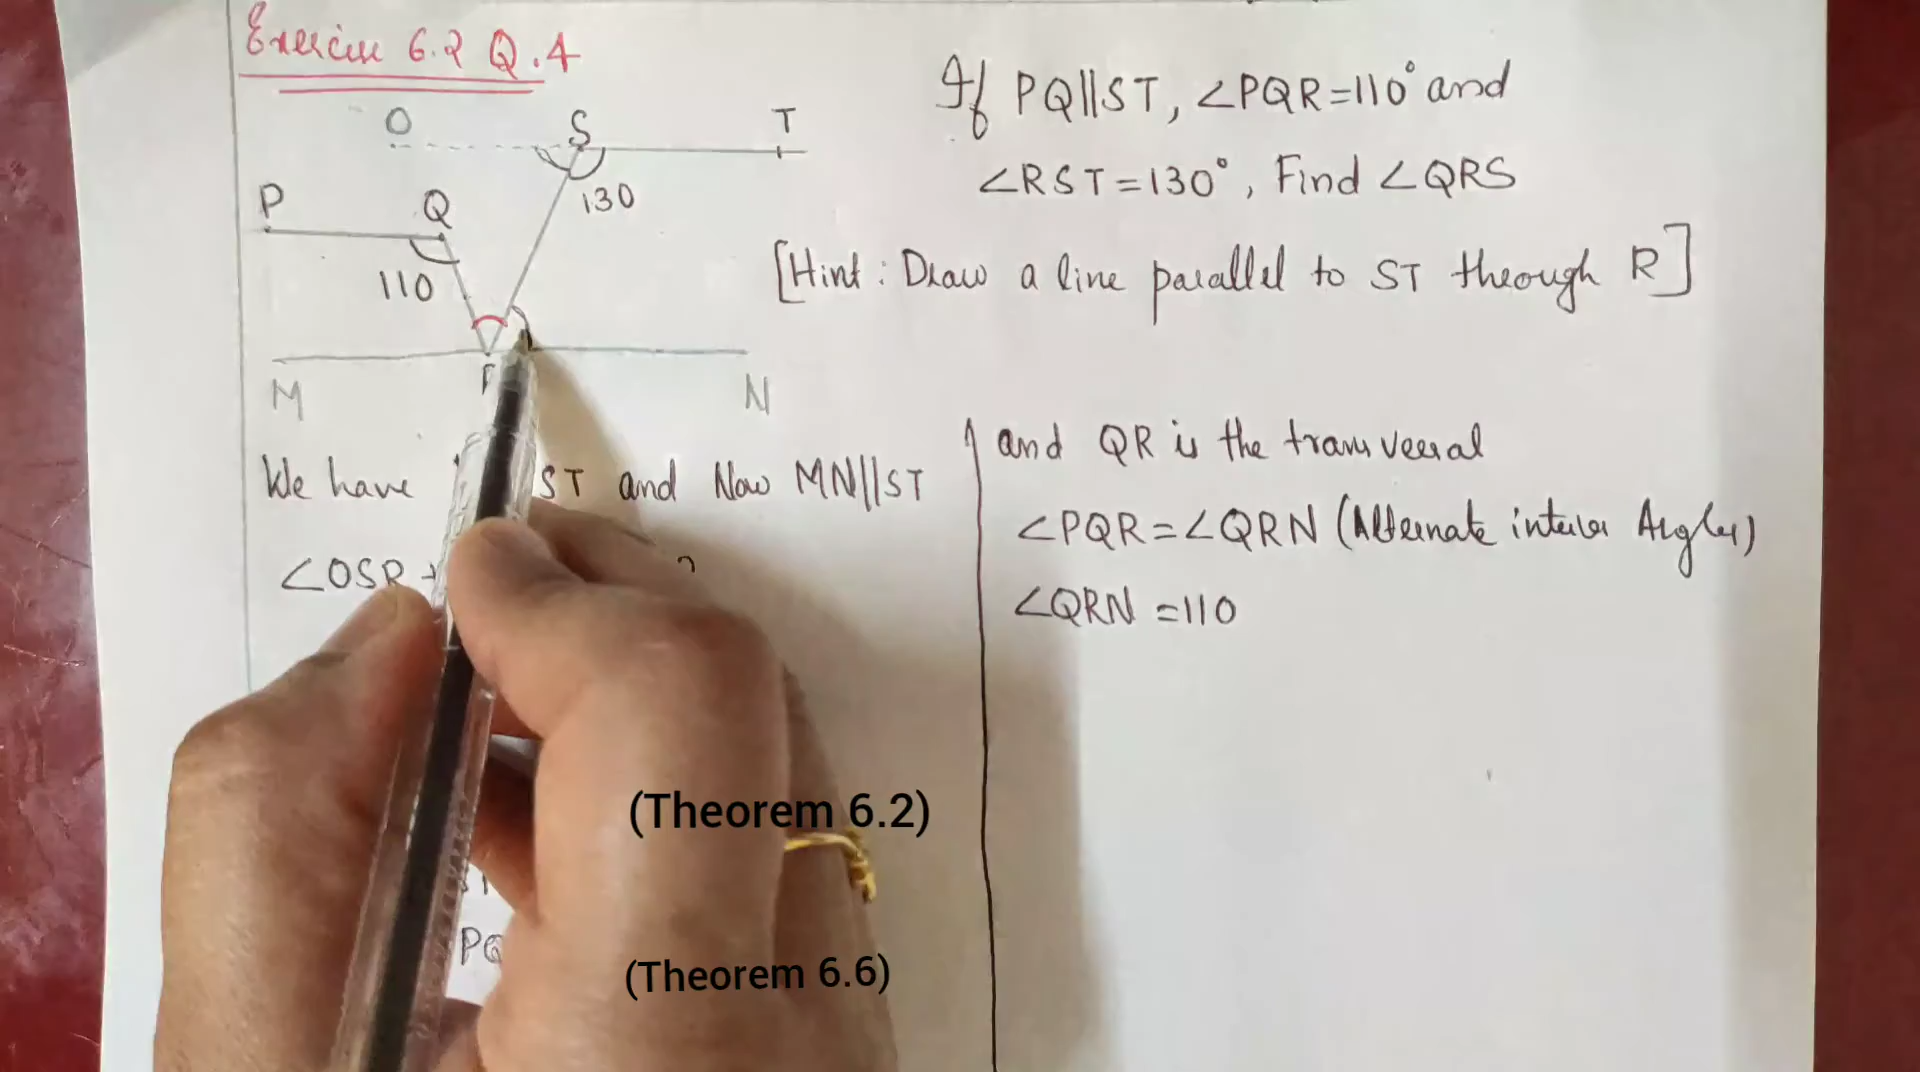 Exercise 6.2 Q.4
O S T
130
P Q
110
M N
If PQ||ST, ∠PQR=110° and
∠RST=130°, Find ∠QRS
[Hint: Draw a line parallel to ST through R]
We have ST and Now MN||ST
∠OSR +
(Theorem 6.2)
PQ
(Theorem 6.6)
and QR is the transversal
∠PQR=∠QRN (Alternate interior Angles)
∠QRN =110